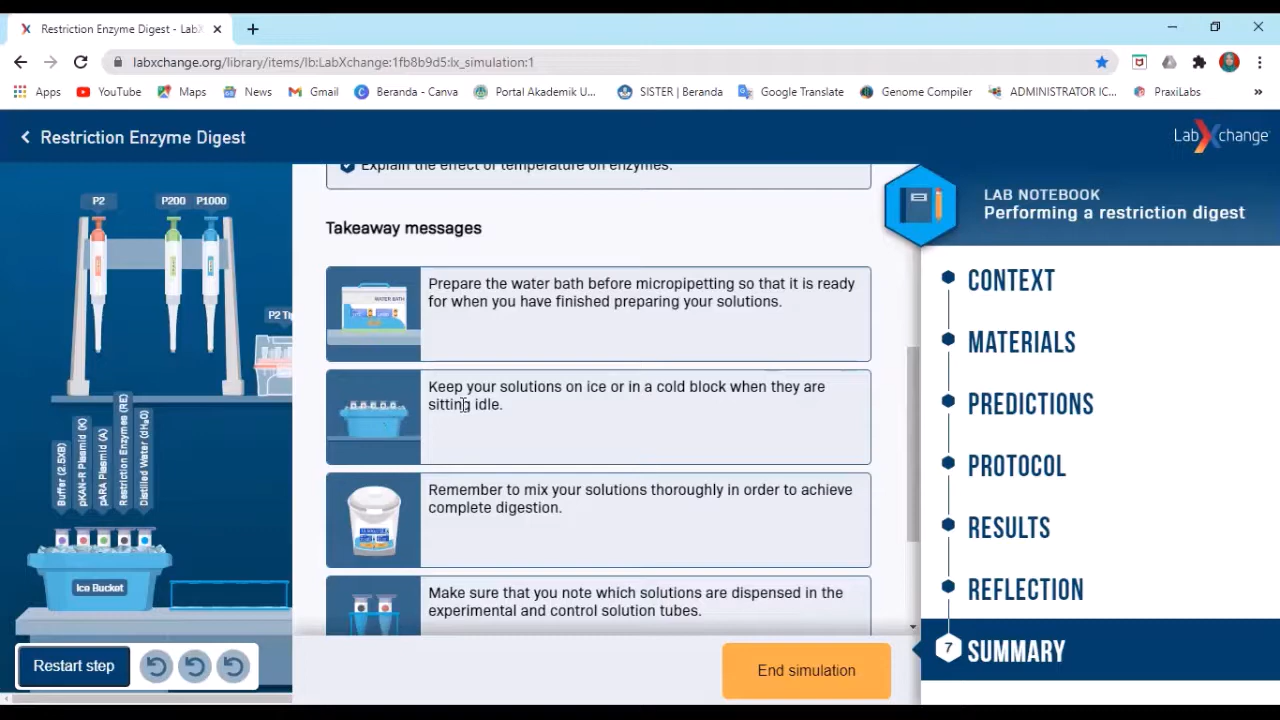 Restriction Enzyme Digest - LabX
labxchange.org/library/items/lb:LabXchange:1fb8b9d5:lx_simulation:1
Apps YouTube Maps News Gmail Beranda - Canva Portal Akademik U... SISTER | Beranda Google Translate Genome Compiler ADMINISTRATOR IC... PraxiLabs »
Restriction Enzyme Digest
LabXchange
P2 P200 P1000
P2 Ti
Buffer (2.5XB)
pKAN-R Plasmid (K)
pARA Plasmid (A)
Restriction Enzymes (RE)
Distilled Water (dH₂O)
Ice Bucket
Restart step
Explain the effect of temperature on enzymes.
Takeaway messages
WATER BATH
Prepare the water bath before micropipetting so that it is ready
for when you have finished preparing your solutions.
Keep your solutions on ice or in a cold block when they are
sitting idle.
Remember to mix your solutions thoroughly in order to achieve
complete digestion.
Make sure that you note which solutions are dispensed in the
experimental and control solution tubes.
End simulation
LAB NOTEBOOK
Performing a restriction digest
CONTEXT
MATERIALS
PREDICTIONS
PROTOCOL
RESULTS
REFLECTION
7 SUMMARY